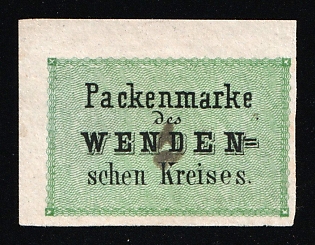 Packenmarke
des
WENDEN=
schen Kreises.